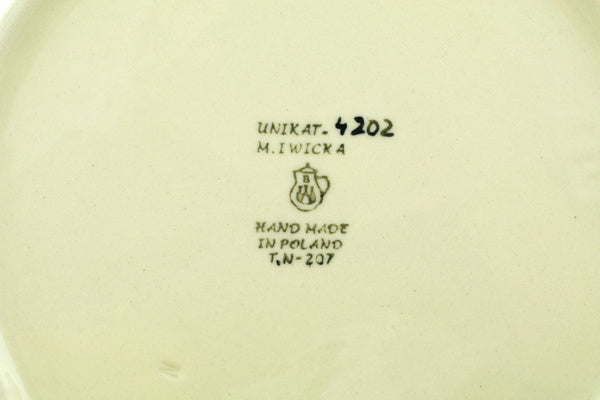 UNIKAT. 4202
M. IWICKA
B
HAND MADE
IN POLAND
T.N-207